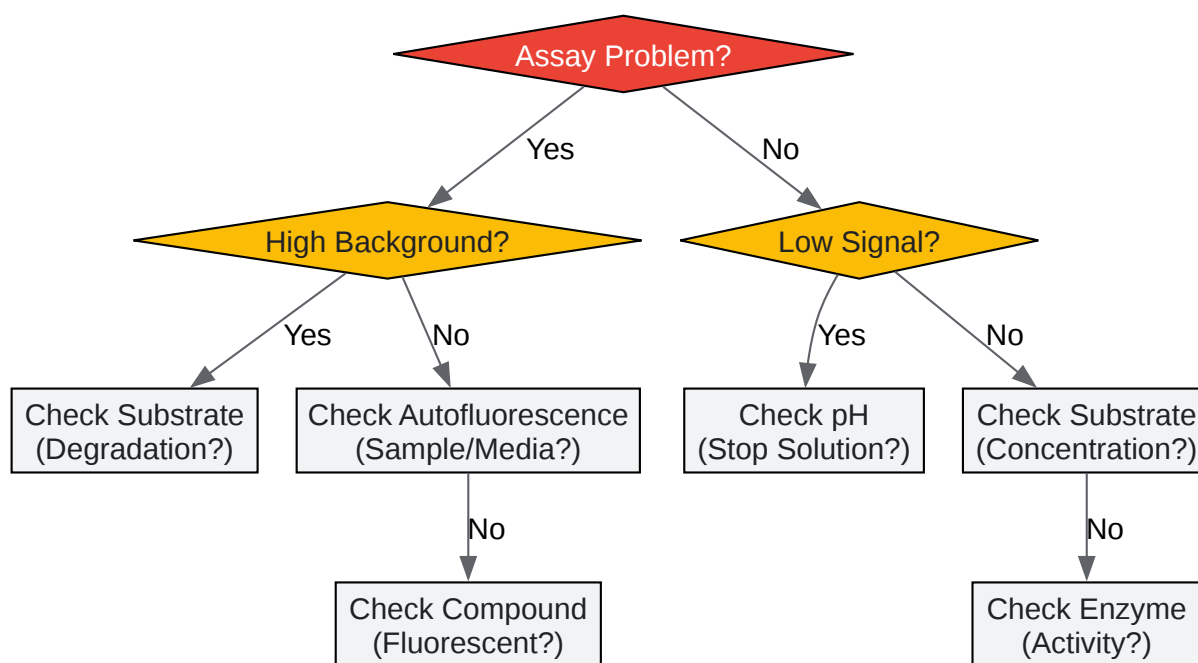 Assay Problem?
Yes
No
High Background?
Low Signal?
Yes
No
Yes
No
Check Substrate
(Degradation?)
Check Autofluorescence
(Sample/Media?)
Check pH
(Stop Solution?)
Check Substrate
(Concentration?)
No
No
Check Compound
(Fluorescent?)
Check Enzyme
(Activity?)